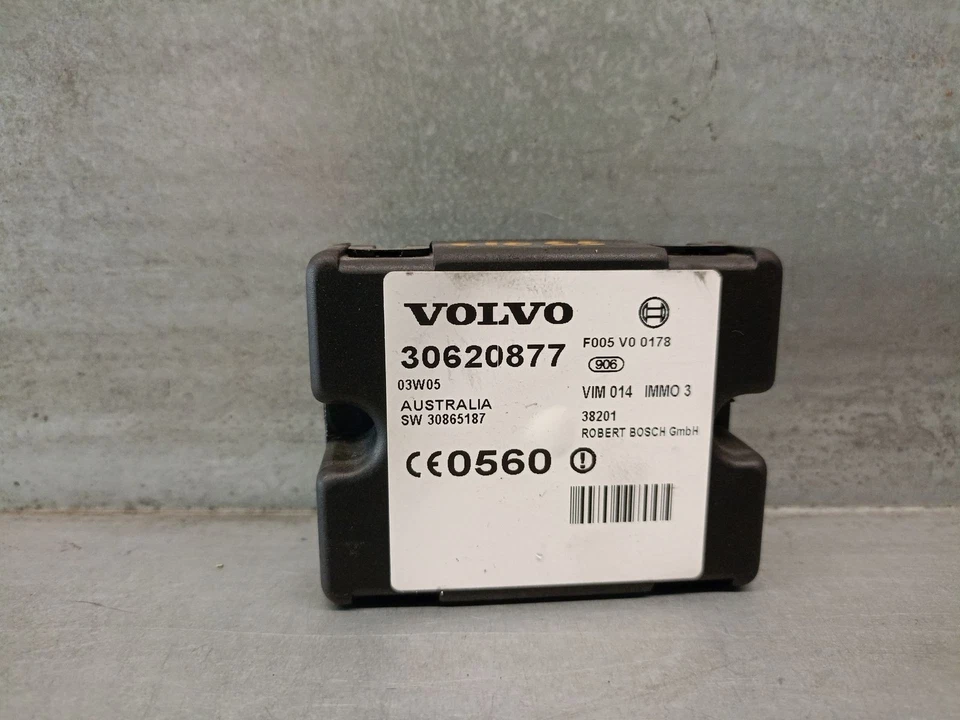 VOLVO
30620877
03W05
AUSTRALIA
SW 30865187
CE0560
F005 V0 0178
906
VIM 014 IMMO 3
38201
ROBERT BOSCH GmbH